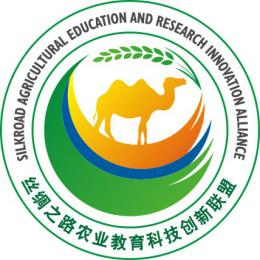 SILKROAD AGRICULTURAL EDUCATION AND RESEARCH INNOVATION ALLIANCE
丝绸之路农业教育科技创新联盟